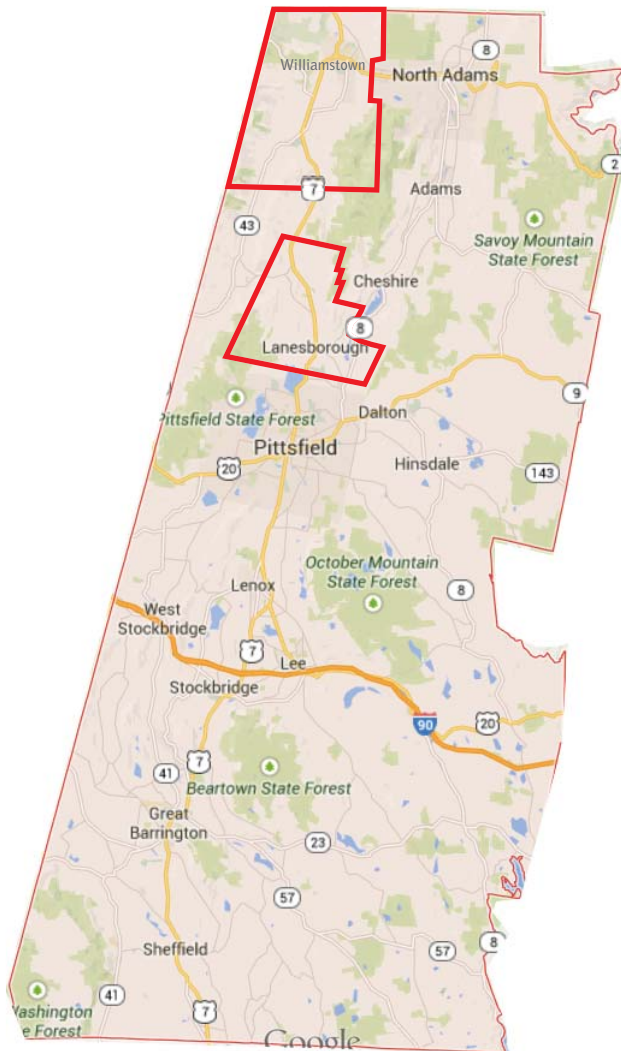 Williamstown
8
North Adams
2
7
Adams
43
Savoy Mountain
State Forest
Cheshire
8
Lanesborough
9
Pittsfield State Forest
Dalton
Pittsfield
20
Hinsdale
143
October Mountain
State Forest
Lenox
8
West
Stockbridge
7
Lee
Stockbridge
90
20
7
41
Beartown State Forest
Great
Barrington
23
57
Sheffield
57
8
41
Washington
e Forest
7
Google